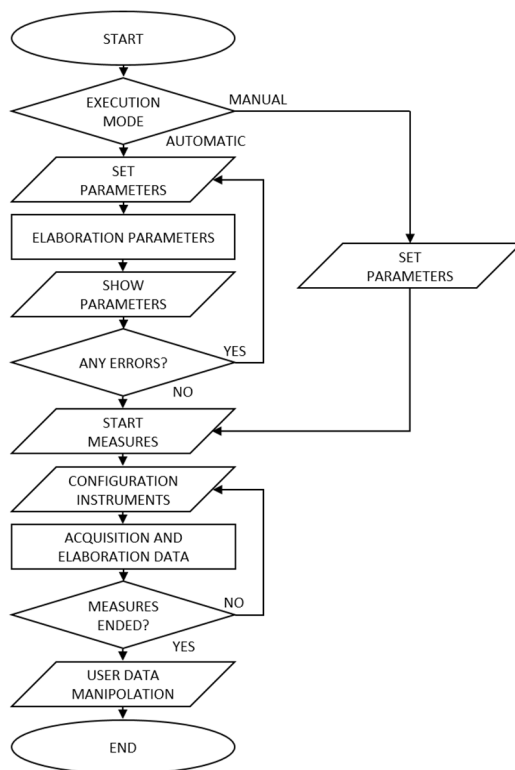 START
EXECUTION
MODE
MANUAL
AUTOMATIC
SET
PARAMETERS
ELABORATION PARAMETERS
SET
PARAMETERS
SHOW
PARAMETERS
ANY ERRORS?
YES
NO
START
MEASURES
CONFIGURATION
INSTRUMENTS
ACQUISITION AND
ELABORATION DATA
MEASURES
ENDED?
NO
YES
USER DATA
MANIPOLATION
END